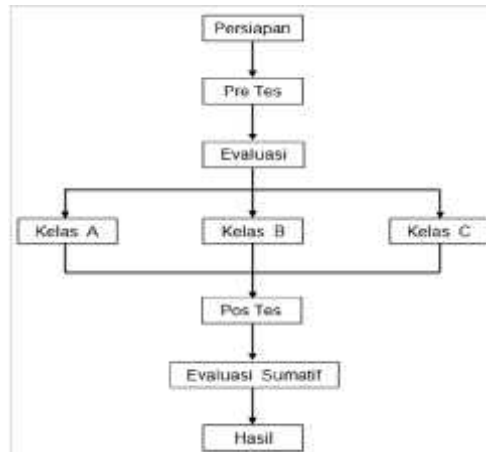 Persiapan
Pre Tes
Evaluasi
Kelas A
Kelas B
Kelas C
Pos Tes
Evaluasi Sumatif
Hasil